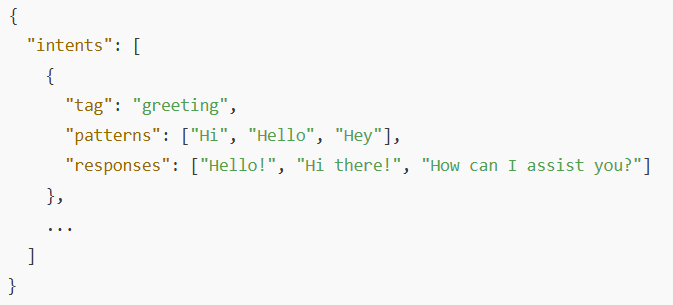 {
  "intents": [
    {
      "tag": "greeting",
      "patterns": ["Hi", "Hello", "Hey"],
      "responses": ["Hello!", "Hi there!", "How can I assist you?"]
    },
    ...
  ]
}